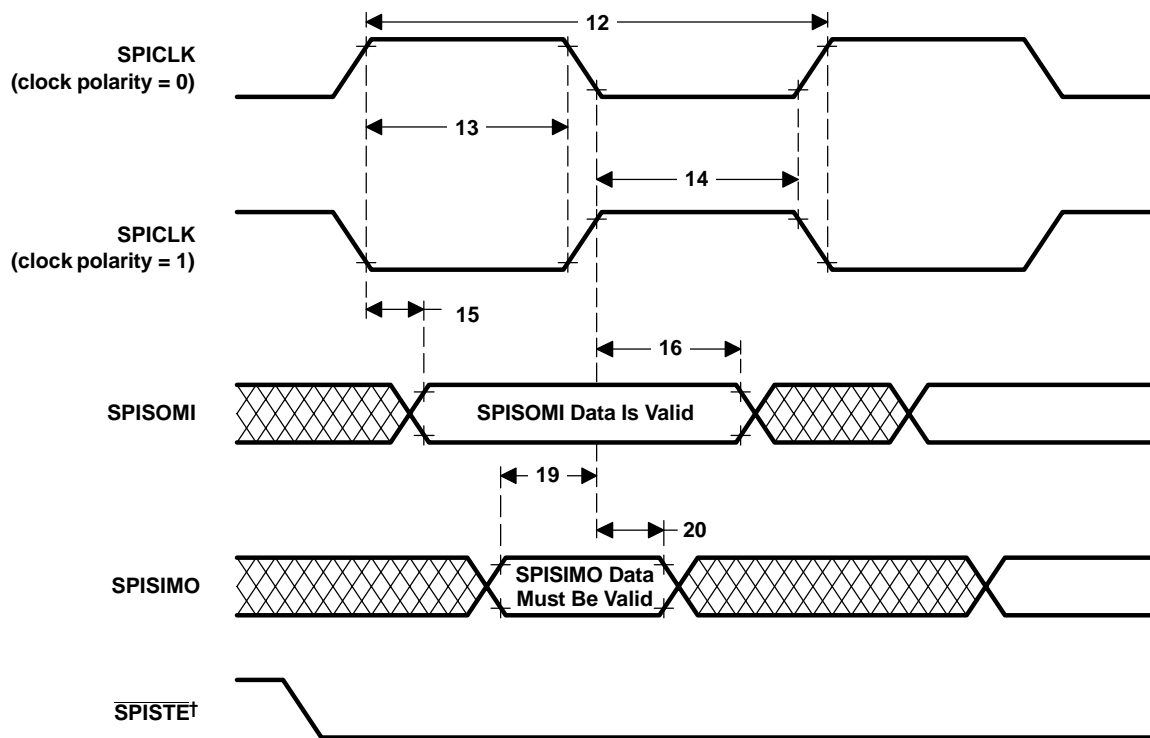 12
SPICLK
(clock polarity = 0)
13
14
SPICLK
(clock polarity = 1)
15
16
SPISOMI
SPISOMI Data Is Valid
19
20
SPISIMO
SPISIMO Data
Must Be Valid
SPISTE†